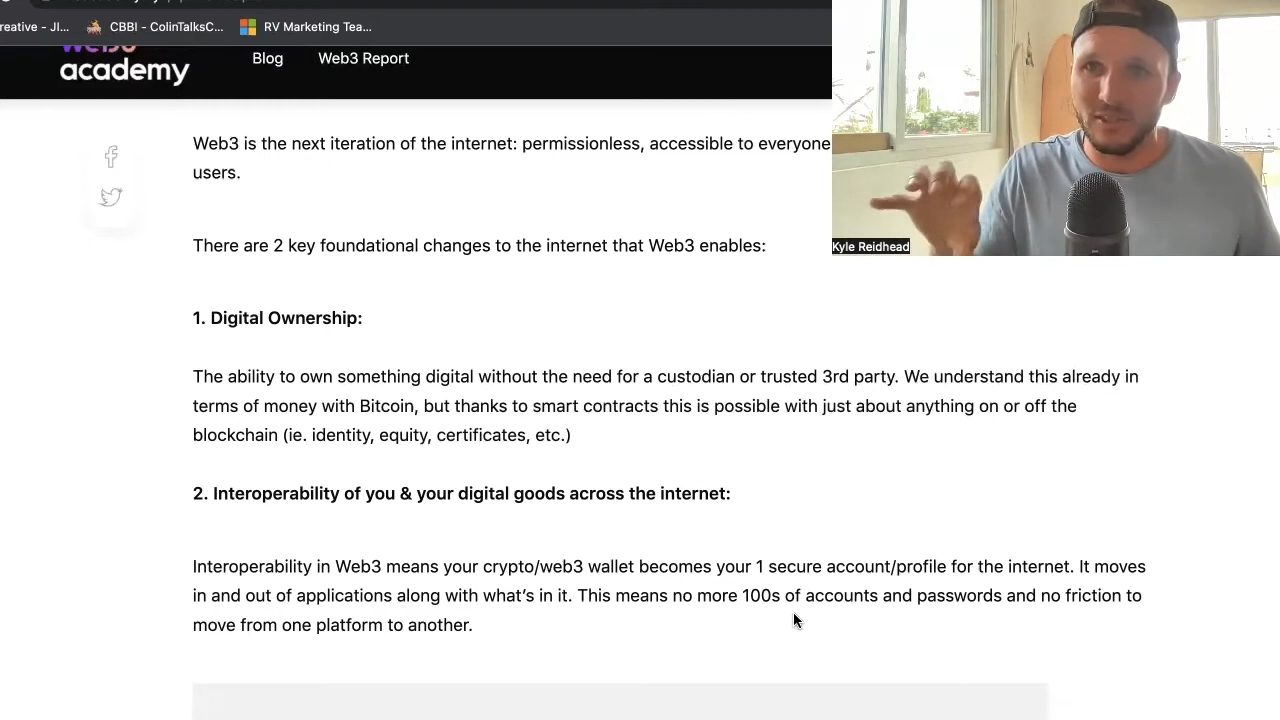 reative - JI...
CBBI - ColinTalksC...
RV Marketing Tea...
academy
Blog
Web3 Report
Web3 is the next iteration of the internet: permissionless, accessible to everyone
users.
There are 2 key foundational changes to the internet that Web3 enables:
Kyle Reidhead
1. Digital Ownership:
The ability to own something digital without the need for a custodian or trusted 3rd party. We understand this already in
terms of money with Bitcoin, but thanks to smart contracts this is possible with just about anything on or off the
blockchain (ie. identity, equity, certificates, etc.)
2. Interoperability of you & your digital goods across the internet:
Interoperability in Web3 means your crypto/web3 wallet becomes your 1 secure account/profile for the internet. It moves
in and out of applications along with what’s in it. This means no more 100s of accounts and passwords and no friction to
move from one platform to another.